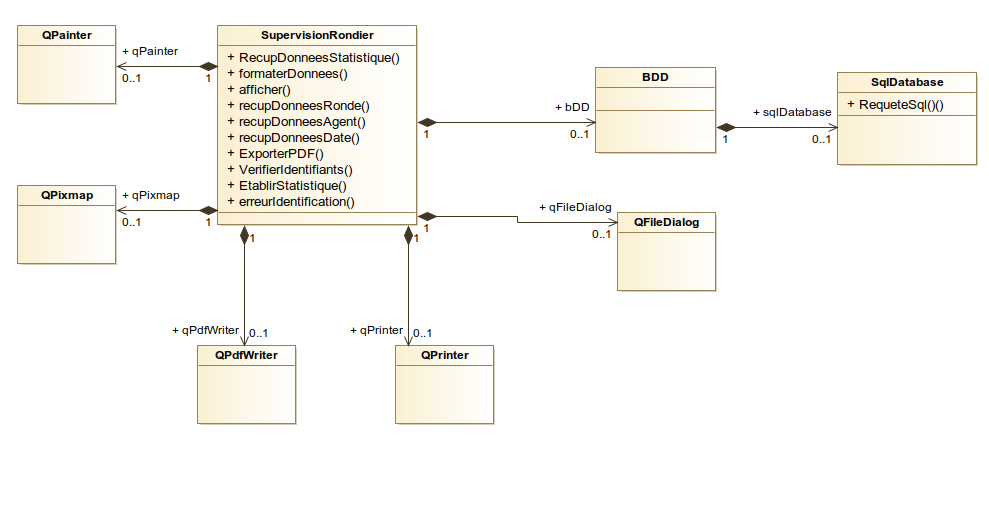 QPainter
+ qPainter
0..1
1
SupervisionRondier
+ RecupDonneesStatistique()
+ formaterDonnees()
+ afficher()
+ recupDonneesRonde()
+ recupDonneesAgent()
+ recupDonneesDate()
+ ExporterPDF()
+ VerifierIdentifiants()
+ EtablirStatistique()
+ erreurIdentification()
+ bDD
1
0..1
BDD
+ sqlDatabase
1
0..1
SqlDatabase
+ RequeteSql()()
QPixmap
+ qPixmap
0..1
1
+ qFileDialog
1
0..1
QFileDialog
1
1
+ qPdfWriter
0..1
+ qPrinter
0..1
QPdfWriter
QPrinter